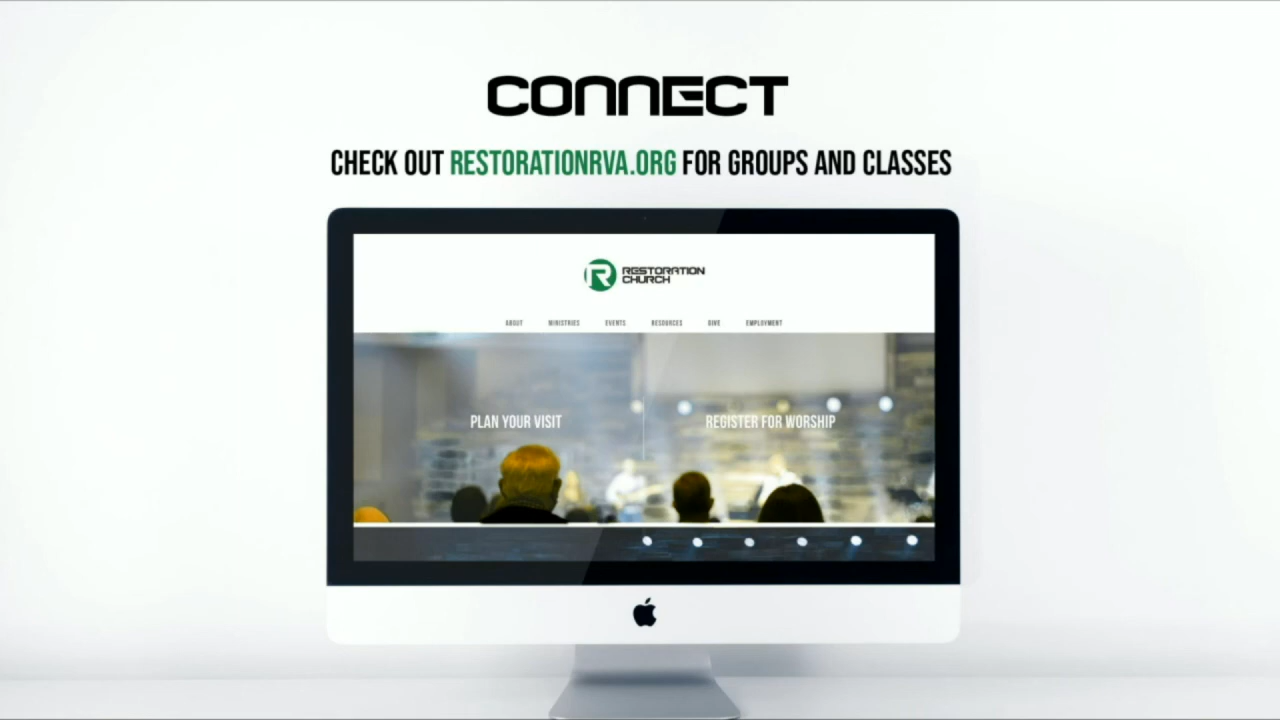 CONNECT
CHECK OUT RESTORATIONRVA.ORG FOR GROUPS AND CLASSES
R RESTORATION
CHURCH
ABOUT MINISTRIES EVENTS RESOURCES GIVE EMPLOYMENT
PLAN YOUR VISIT REGISTER FOR WORSHIP